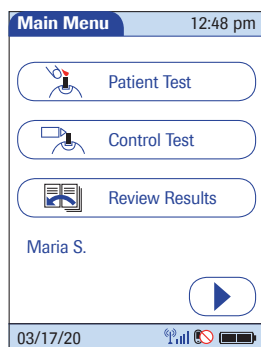 Main Menu 12:48 pm
Patient Test
Control Test
Review Results
Maria S.
03/17/20